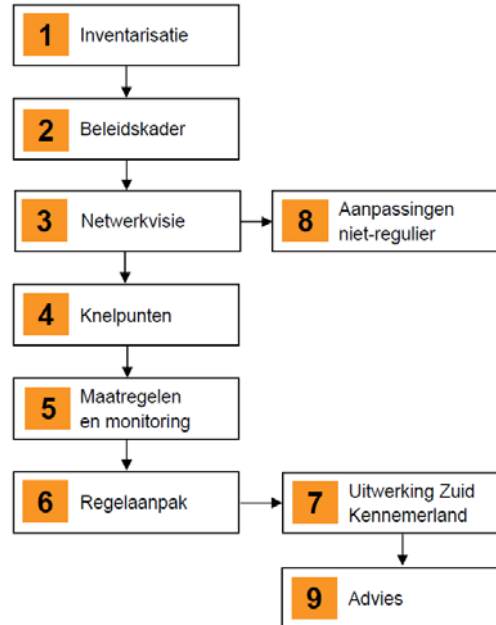 1 Inventarisatie
2 Beleidskader
3 Netwerkvisie
8 Aanpassingen
niet-regulier
4 Knelpunten
5 Maatregelen
en monitoring
6 Regelaanpak
7 Uitwerking Zuid
Kennemerland
9 Advies